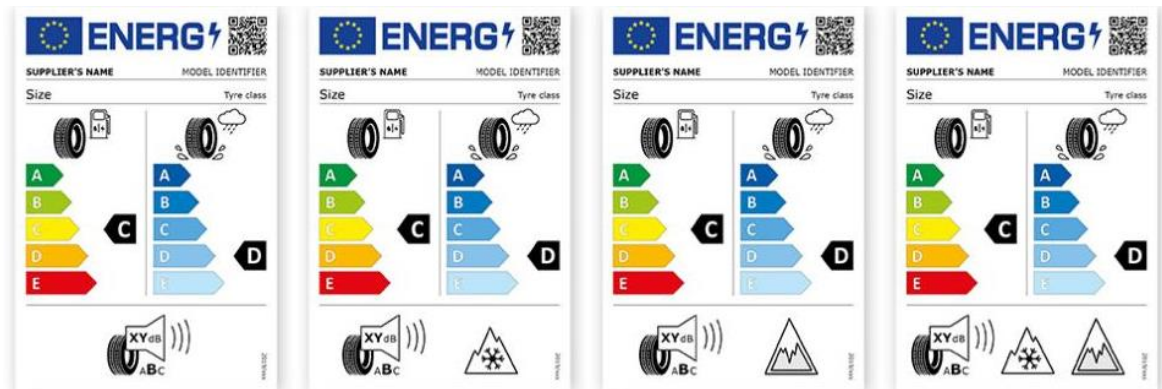 ENERG
SUPPLIER'S NAME MODEL IDENTIFIER
Size Tyre class
A A
B B
C C C
D D D
E E
XYdB
ABC
ENERG
SUPPLIER'S NAME MODEL IDENTIFIER
Size Tyre class
A A
B B
C C C
D D D
E E
XYdB
ABC
ENERG
SUPPLIER'S NAME MODEL IDENTIFIER
Size Tyre class
A A
B B
C C C
D D D
E E
XYdB
ABC
ENERG
SUPPLIER'S NAME MODEL IDENTIFIER
Size Tyre class
A A
B B
C C C
D D D
E E
XYdB
ABC